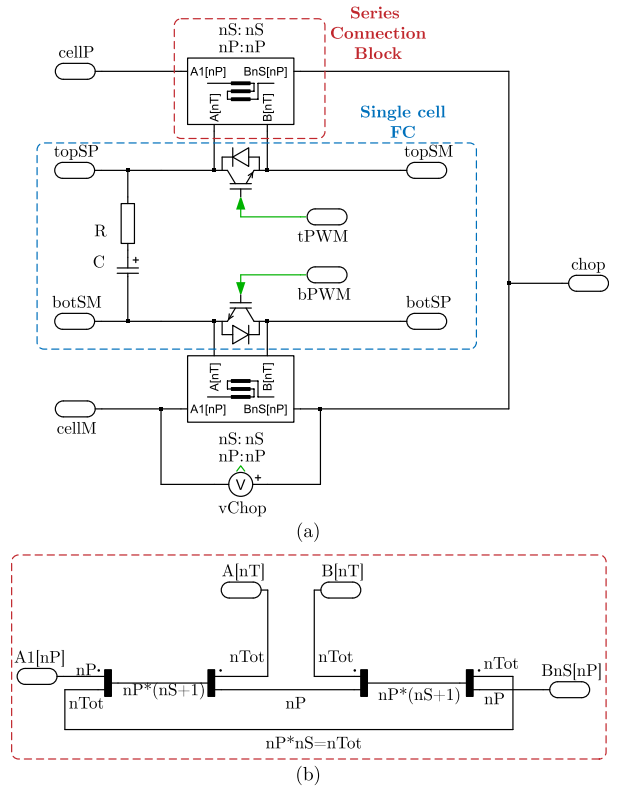 Series
Connection
Block
nS: nS
nP:nP
cellP
A1[nP]
BnS[nP]
A[nT]
B[nT]
Single cell
FC
topSP
topSM
R
tPWM
C
+
bPWM
chop
botSM
botSP
A[nT]
B[nT]
A1[nP]
BnS[nP]
cellM
nS: nS
nP:nP
V
+
vChop
(a)
A[nT]
B[nT]
A1[nP]
nP
nTot
nTot
nTot
BnS[nP]
nTot
nP*(nS+1)
nP
nP*(nS+1)
nP
nP*nS=nTot
(b)